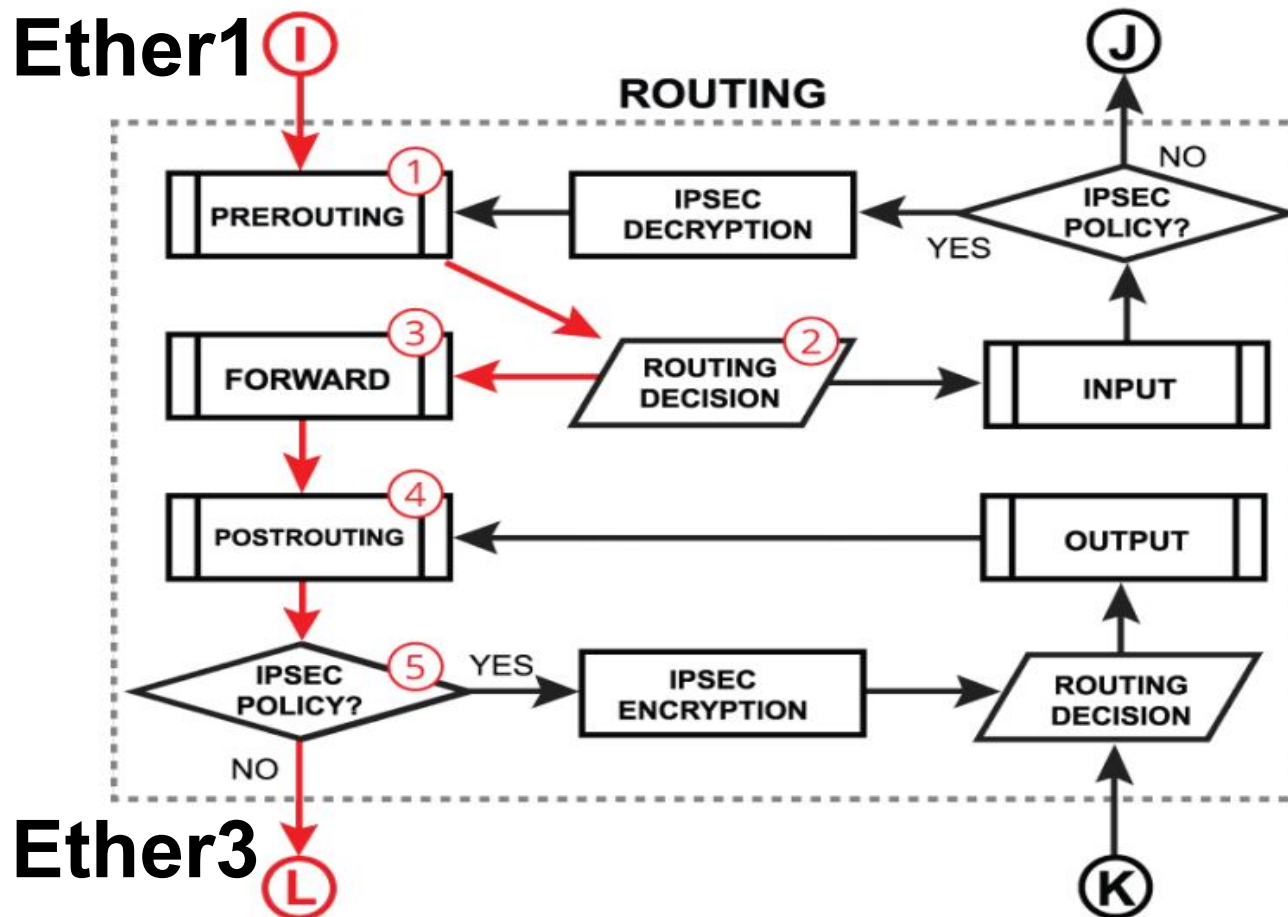 Ether1
I
J
ROUTING
NO
1
PREROUTING
IPSEC
DECRYPTION
IPSEC
POLICY?
YES
3
FORWARD
2
ROUTING
DECISION
INPUT
4
POSTROUTING
OUTPUT
5
IPSEC
POLICY?
YES
IPSEC
ENCRYPTION
ROUTING
DECISION
NO
Ether3
L
K